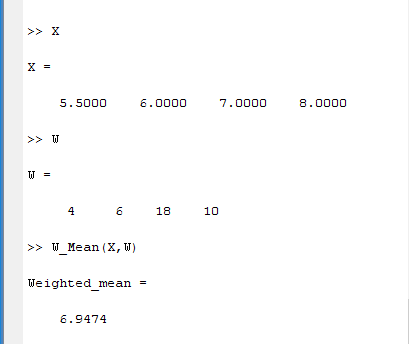 >> X
X =
5.5000 6.0000 7.0000 8.0000
>> W
W =
4 6 18 10
>> W_Mean(X,W)
Weighted_mean =
6.9474